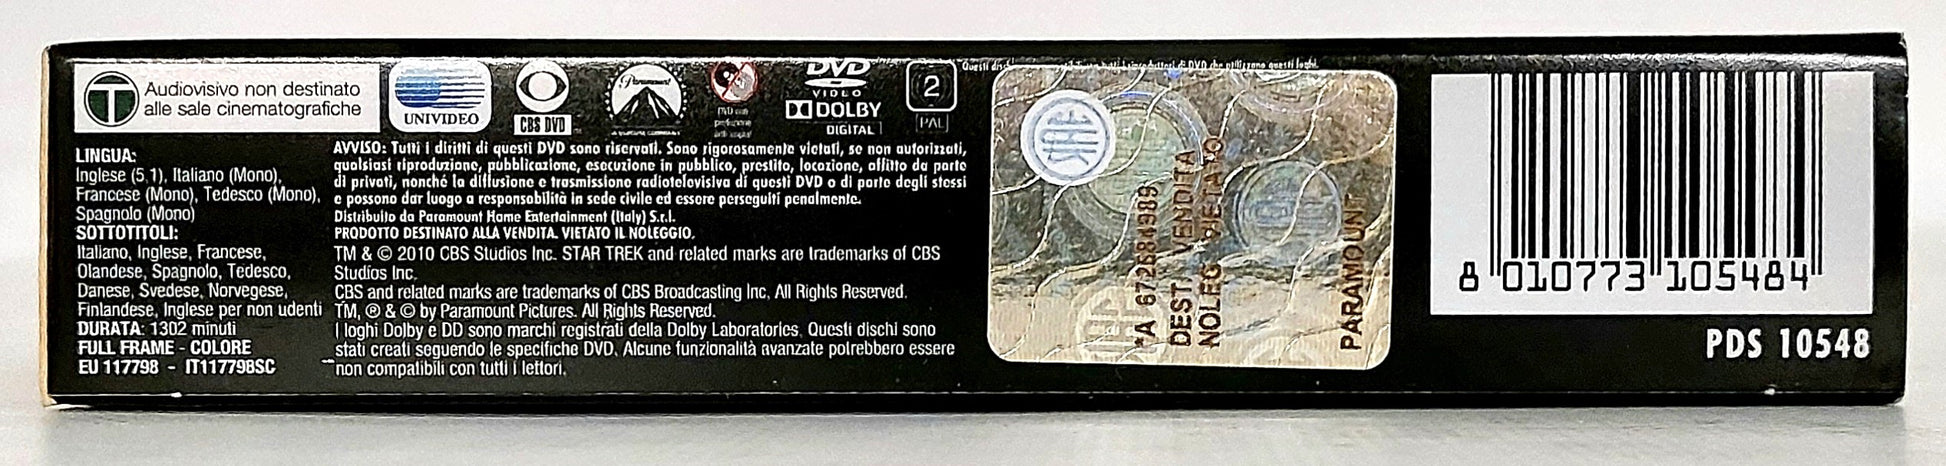 T Audiovisivo non destinato
alle sale cinematografiche
UNIVIDEO
CBS DVD
Paramount
DVD
VIDEO
DOLBY
DIGITAL
2
PAL
Questi
di DVD che utilizzano questi loghi.
LINGUA:
Inglese (5.1), Italiano (Mono),
Francese (Mono), Tedesco (Mono),
Spagnolo (Mono)
SOTTOTITOLI:
Italiano, Inglese, Francese,
Olandese, Spagnolo, Tedesco,
Danese, Svedese, Norvegese,
Finlandese, Inglese per non udenti
DURATA: 1302 minuti
FULL FRAME - COLORE
EU 117798 - IT117798SC
AVVISO: Tutti i diritti di questi DVD sono riservati. Sono rigorosamente vietati, se non autorizzati,
qualsiasi riproduzione, pubblicazione, esecuzione in pubblico, prestito, locazione, affitto da parte
di privati, nonché la diffusione e trasmissione radiotelevisiva di questi DVD o di parte degli stessi
e possono dar luogo a responsabilità in sede civile ed essere perseguiti penalmente.
Distribuito da Paramount Home Entertainment (Italy) S.r.l.
PRODOTTO DESTINATO ALLA VENDITA. VIETATO IL NOLEGGIO.
TM & © 2010 CBS Studios Inc. STAR TREK and related marks are trademarks of CBS
Studios Inc.
CBS and related marks are trademarks of CBS Broadcasting Inc. All Rights Reserved.
TM, ® & © by Paramount Pictures. All Rights Reserved.
I loghi Dolby e DD sono marchi registrati della Dolby Laboratories. Questi dischi sono
stati creati seguendo le specifiche DVD. Alcune funzionalità avanzate potrebbero essere
non compatibili con tutti i lettori.
*A 67264989
DEST. VENDITA
NOLEG. VIETATO
PARAMOUNT
8 010773 105484
PDS 10548